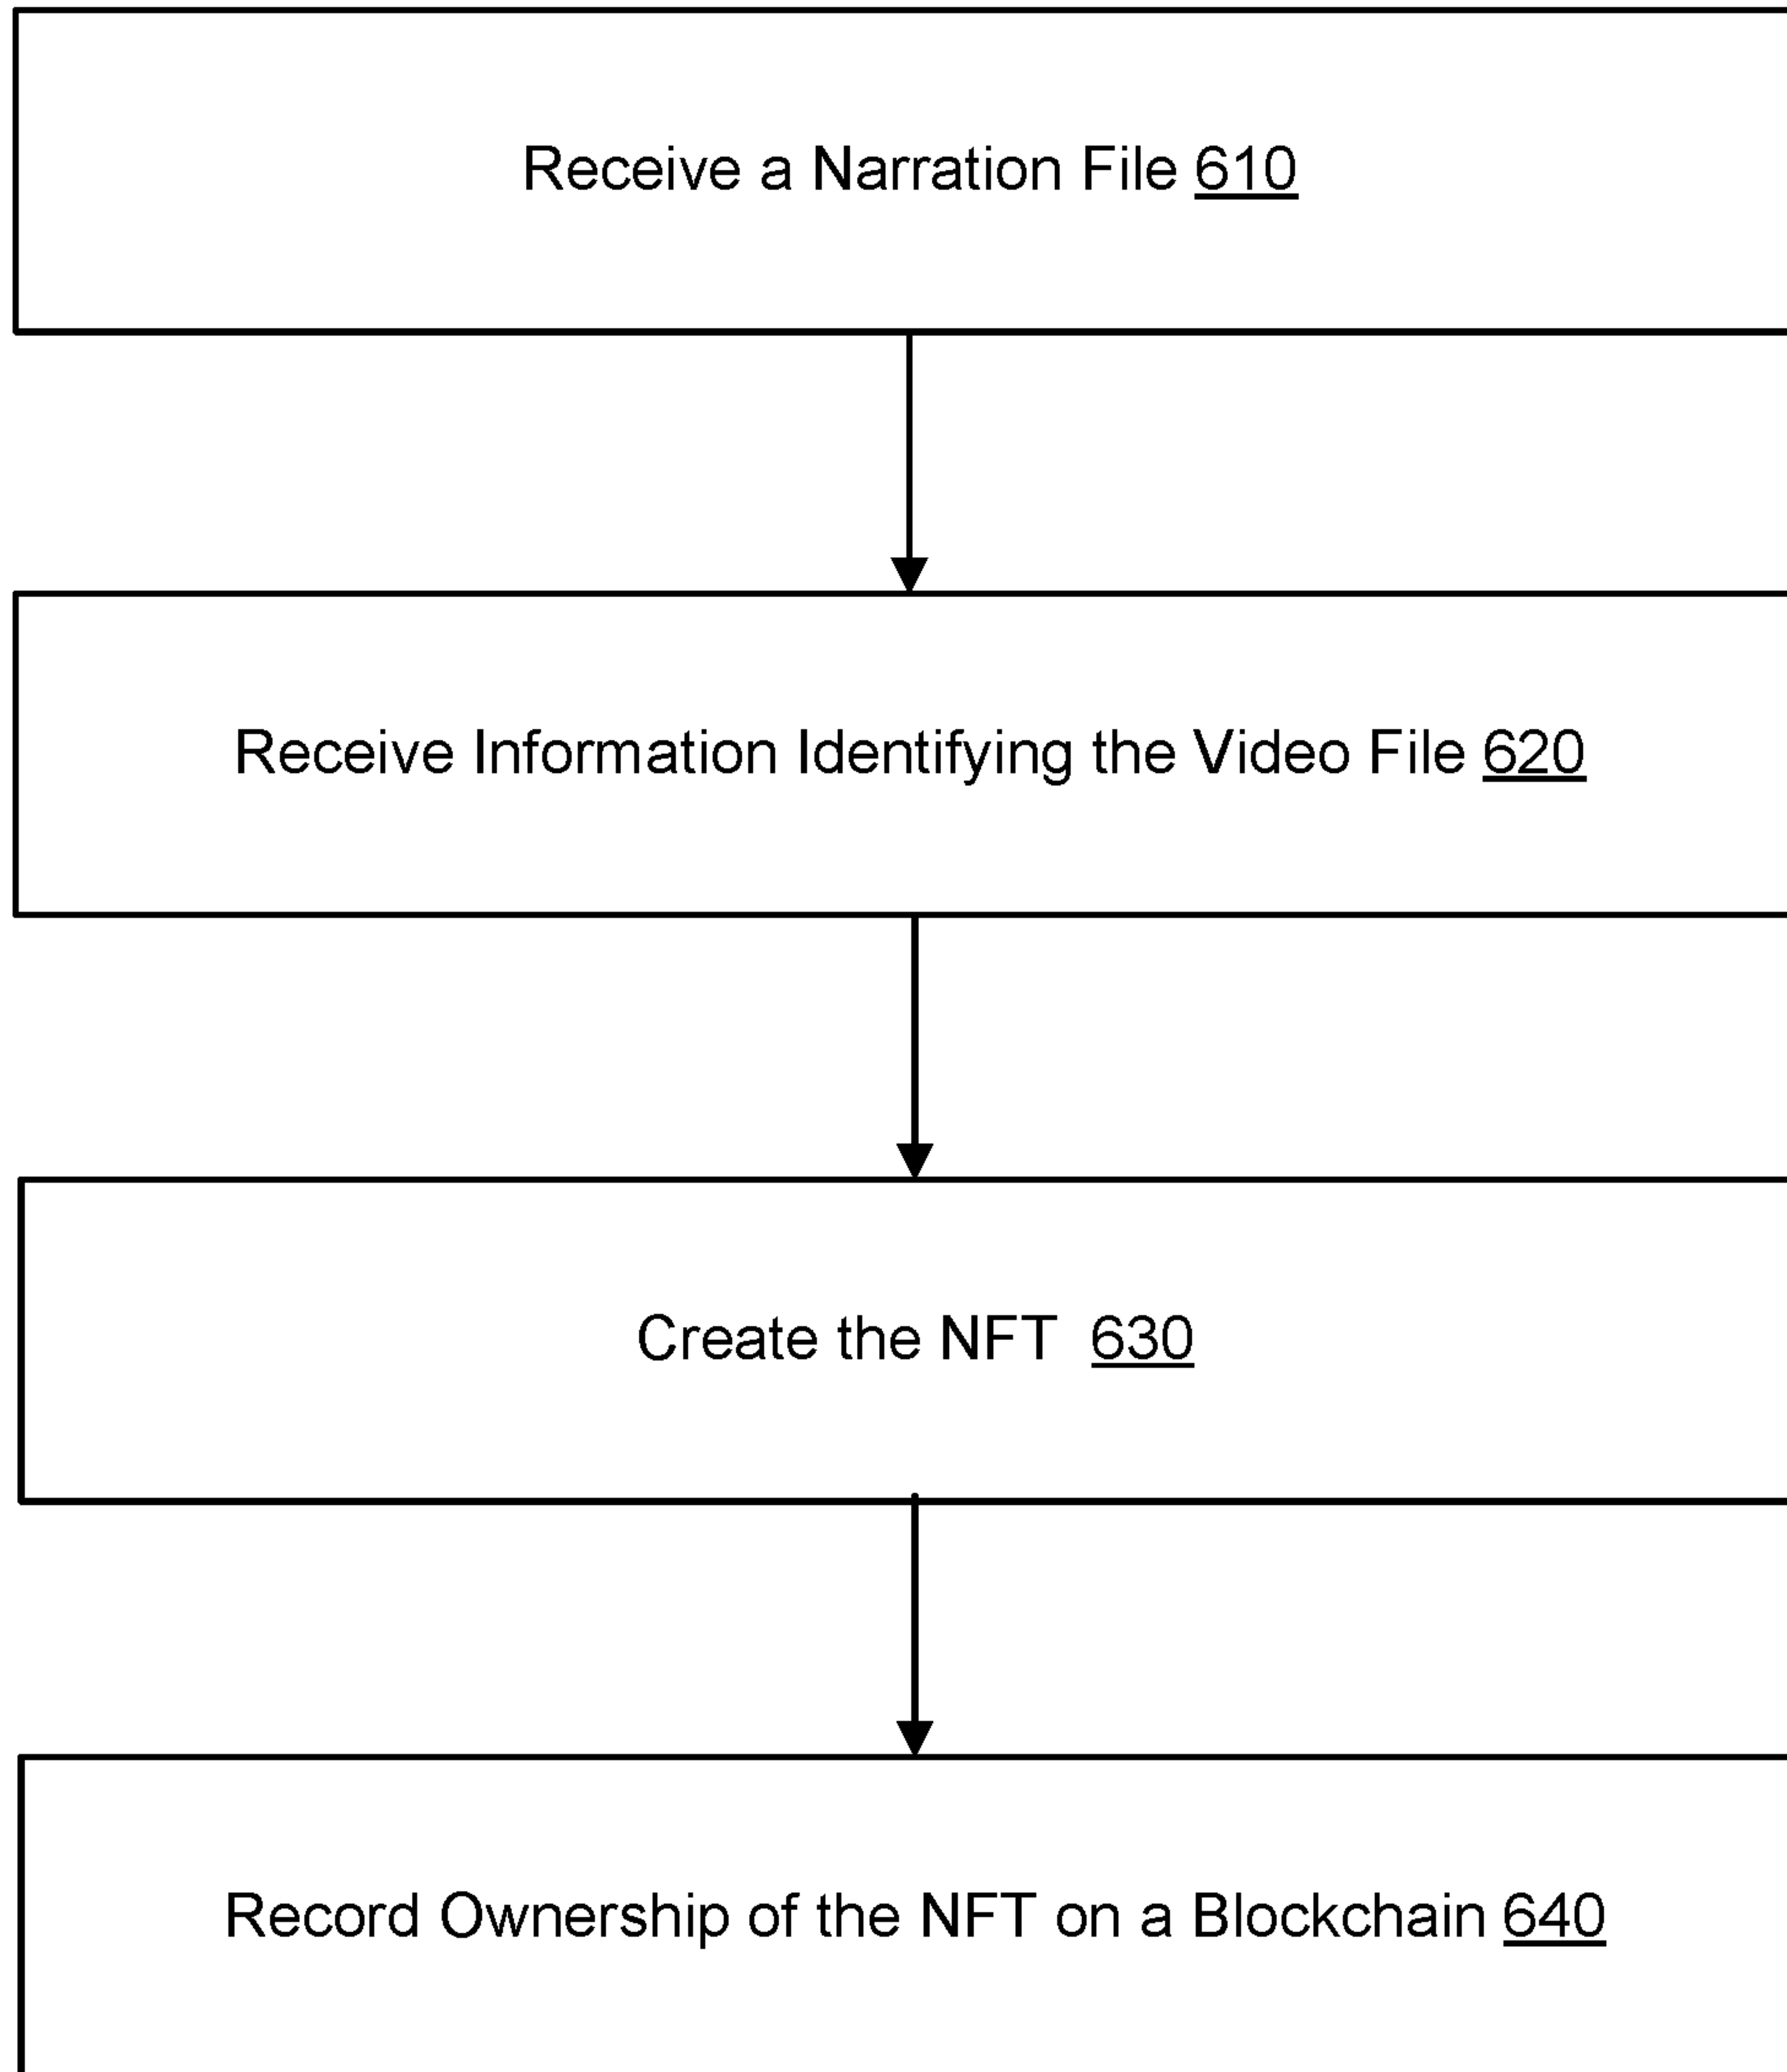 Receive a Narration File 610
Receive Information Identifying the Video File 620
Create the NFT 630
Record Ownership of the NFT on a Blockchain 640